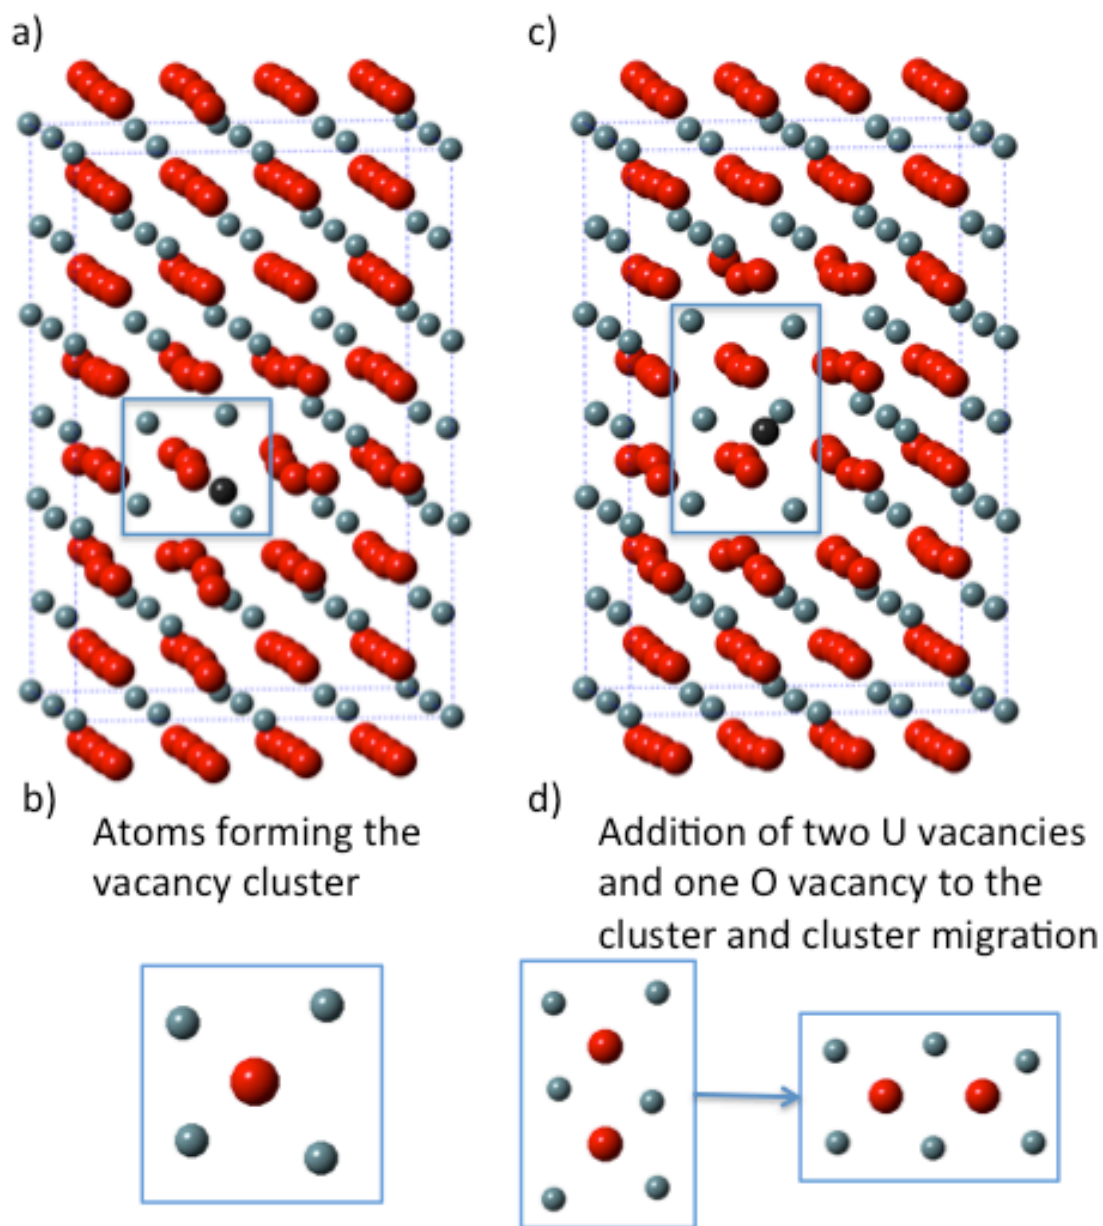 a)
c)
b)
Atoms forming the
vacancy cluster
d)
Addition of two U vacancies
and one O vacancy to the
cluster and cluster migration